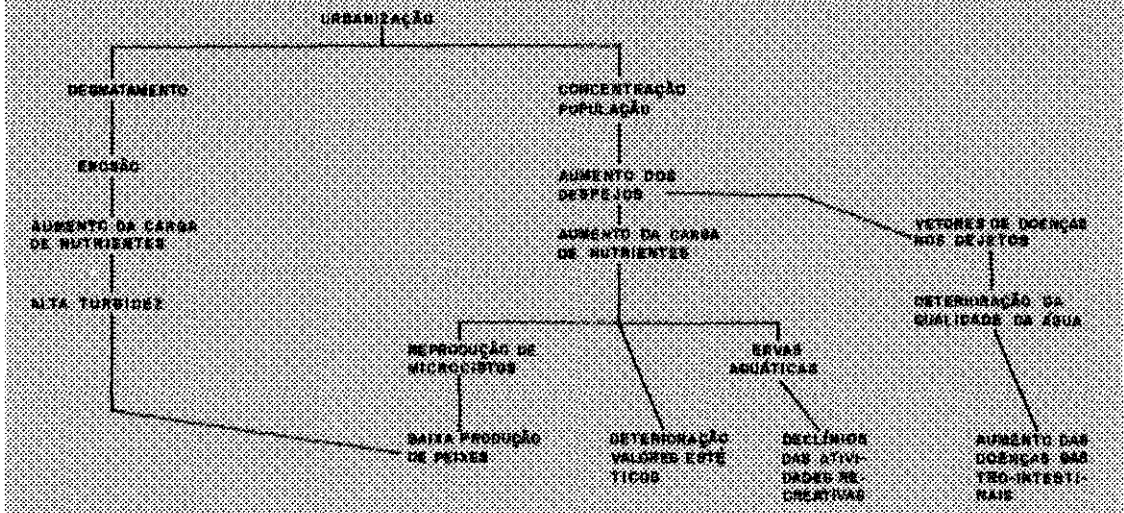 URBANIZAÇÃO
DESMATAMENTO
CONCENTRAÇÃO
POPULAÇÃO
EROSÃO
AUMENTO DOS
DESPEJOS
AUMENTO DA CARGA
DE NUTRIENTES
AUMENTO DA CARGA
DE NUTRIENTES
VETORES DE DOENÇAS
NOS DEJETOS
ALTA TURBIDEZ
DETERIORAÇÃO DA
QUALIDADE DA AGUA
REPRODUÇÃO DE
MICROCISTOS
ERVAS
AQUÁTICAS
BAIXA PRODUÇÃO
DE PEIXES
DETERIORAÇÃO
VALORES ESTÉ
TICOS
DECLÍNIOS
DAS ATIVI-
DADES RE-
CREATIVAS
AUMENTO DAS
DOENÇAS GAS
TRO-INTESTI-
NAIS